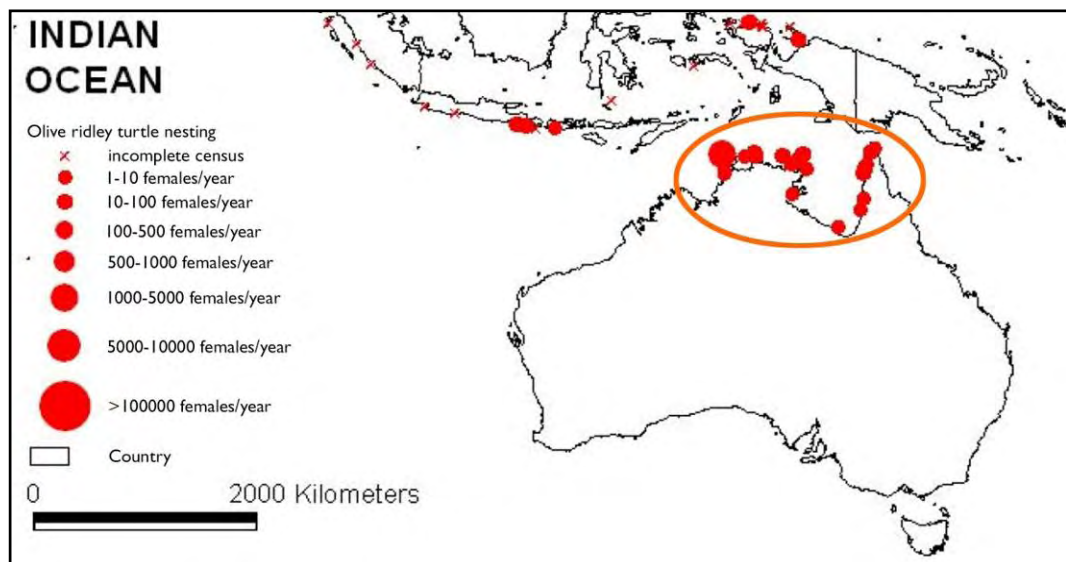 INDIAN
OCEAN
Olive ridley turtle nesting
incomplete census
1-10 females/year
10-100 females/year
100-500 females/year
500-1000 females/year
1000-5000 females/year
5000-10000 females/year
>100000 females/year
Country
0 2000 Kilometers